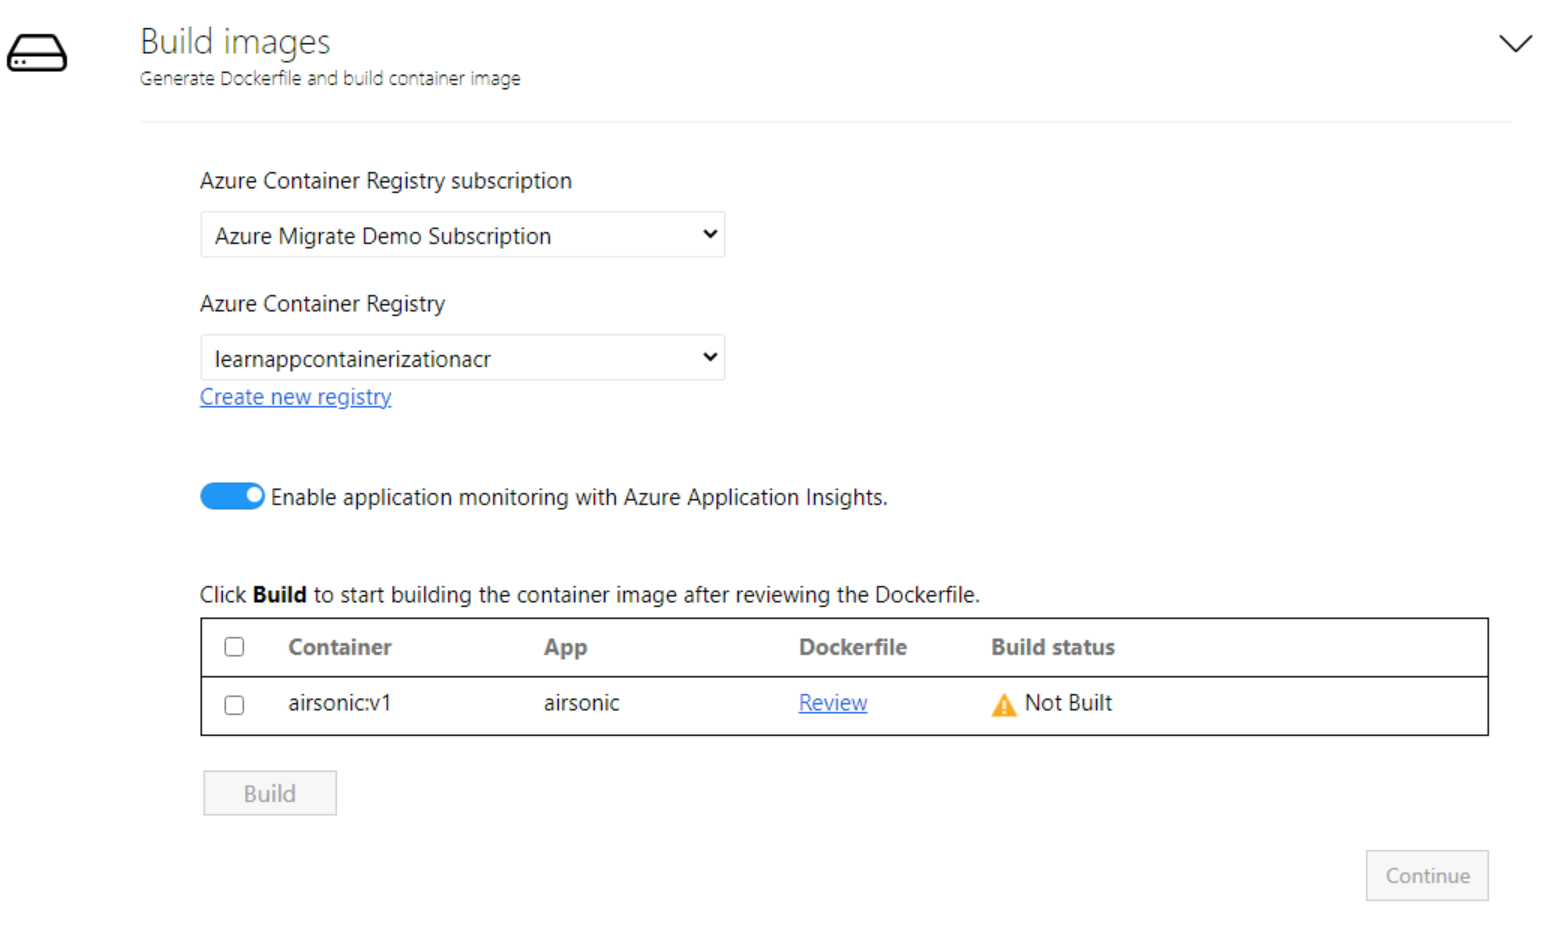 Build images
Generate Dockerfile and build container image
Azure Container Registry subscription
Azure Migrate Demo Subscription
Azure Container Registry
learnappcontainerizationacr
Create new registry
Enable application monitoring with Azure Application Insights.
Click Build to start building the container image after reviewing the Dockerfile.
Container App Dockerfile Build status
airsonic:v1 airsonic Review Not Built
Build
Continue